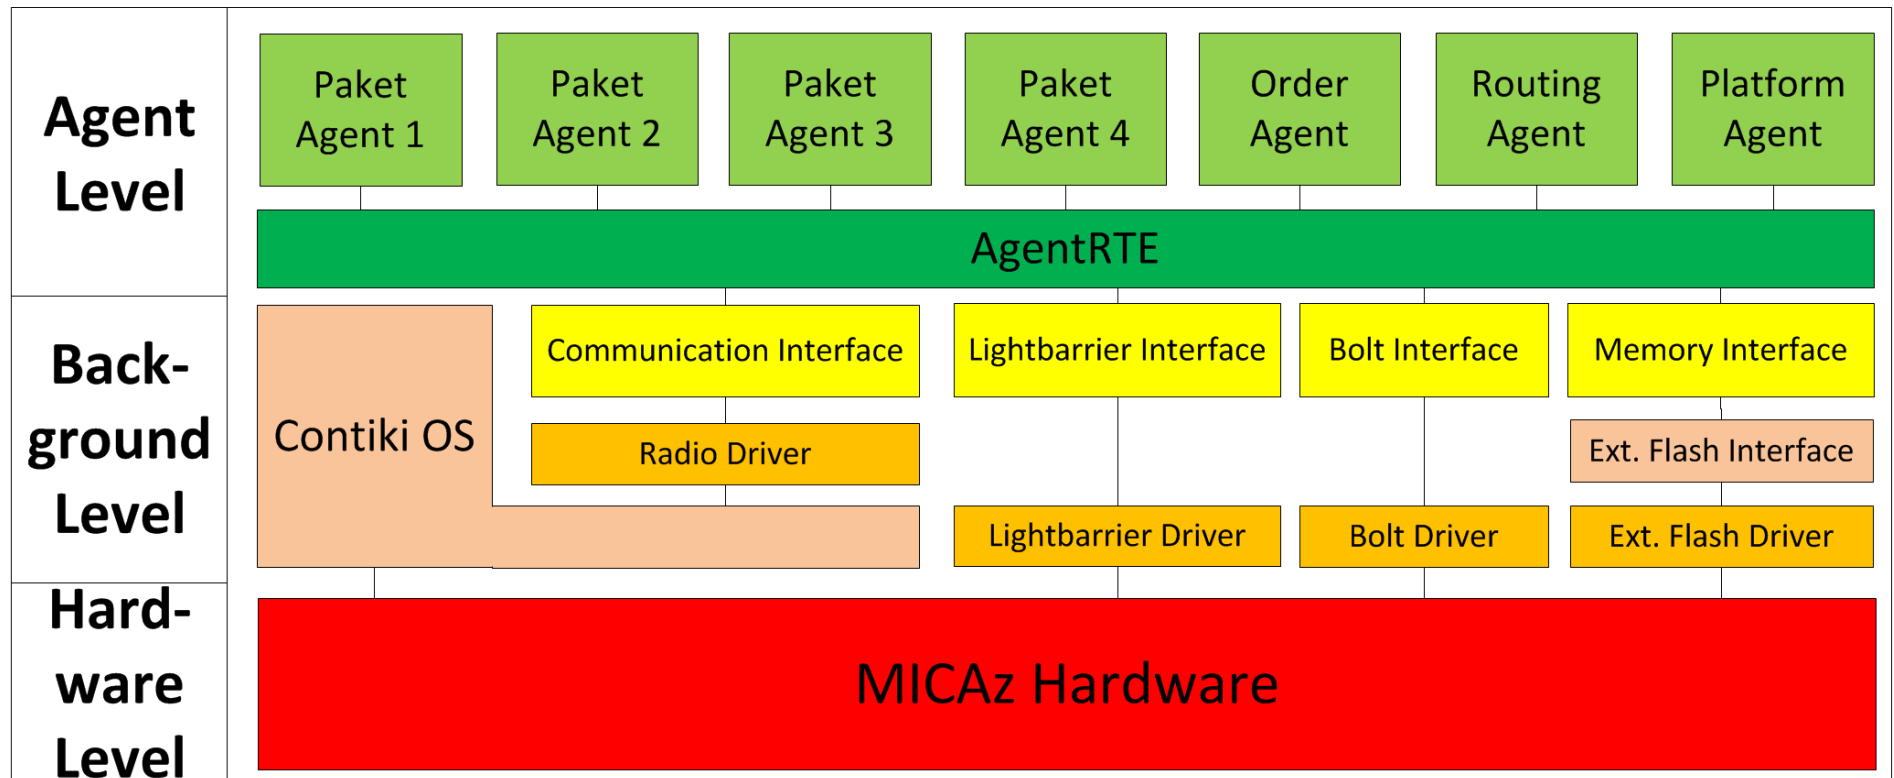 Agent
Level
Paket
Agent 1
Paket
Agent 2
Paket
Agent 3
Paket
Agent 4
Order
Agent
Routing
Agent
Platform
Agent
AgentRTE
Back-
ground
Level
Contiki OS
Communication Interface
Lightbarrier Interface
Bolt Interface
Memory Interface
Radio Driver
Ext. Flash Interface
Lightbarrier Driver
Bolt Driver
Ext. Flash Driver
Hard-
ware
Level
MICAz Hardware